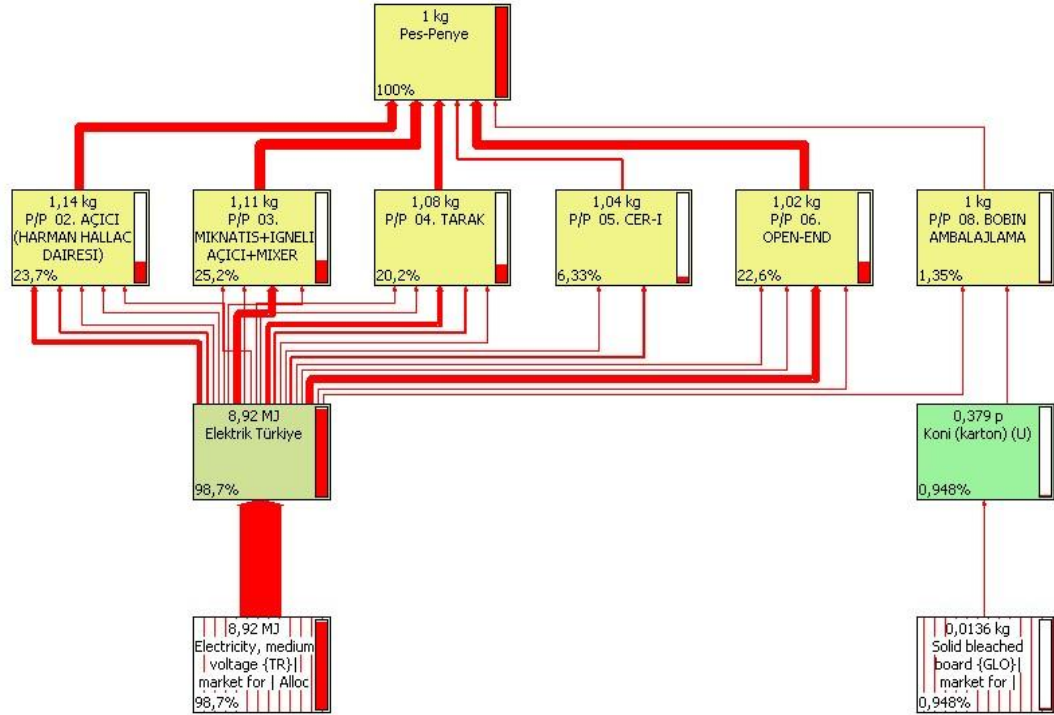 1 kg
Pes-Penye
100%
1,14 kg
P/P 02. AÇICI
(HARMAN HALLAC
DAIRESI)
23,7%
1,11 kg
P/P 03.
MIKNATIS+IGNELI
AÇICI+MIXER
25,2%
1,08 kg
P/P 04. TARAK
20,2%
1,04 kg
P/P 05. CER-I
6,33%
1,02 kg
P/P 06.
OPEN-END
22,6%
1 kg
P/P 08. BOBIN
AMBALAJLAMA
1,35%
8,92 MJ
Elektrik Türkiye
98,7%
0,379 p
Koni (karton) (U)
0,948%
8,92 MJ
Electricity, medium
voltage {TR}|
market for | Alloc
98,7%
0,0136 kg
Solid bleached
board {GLO}|
market for |
0,948%